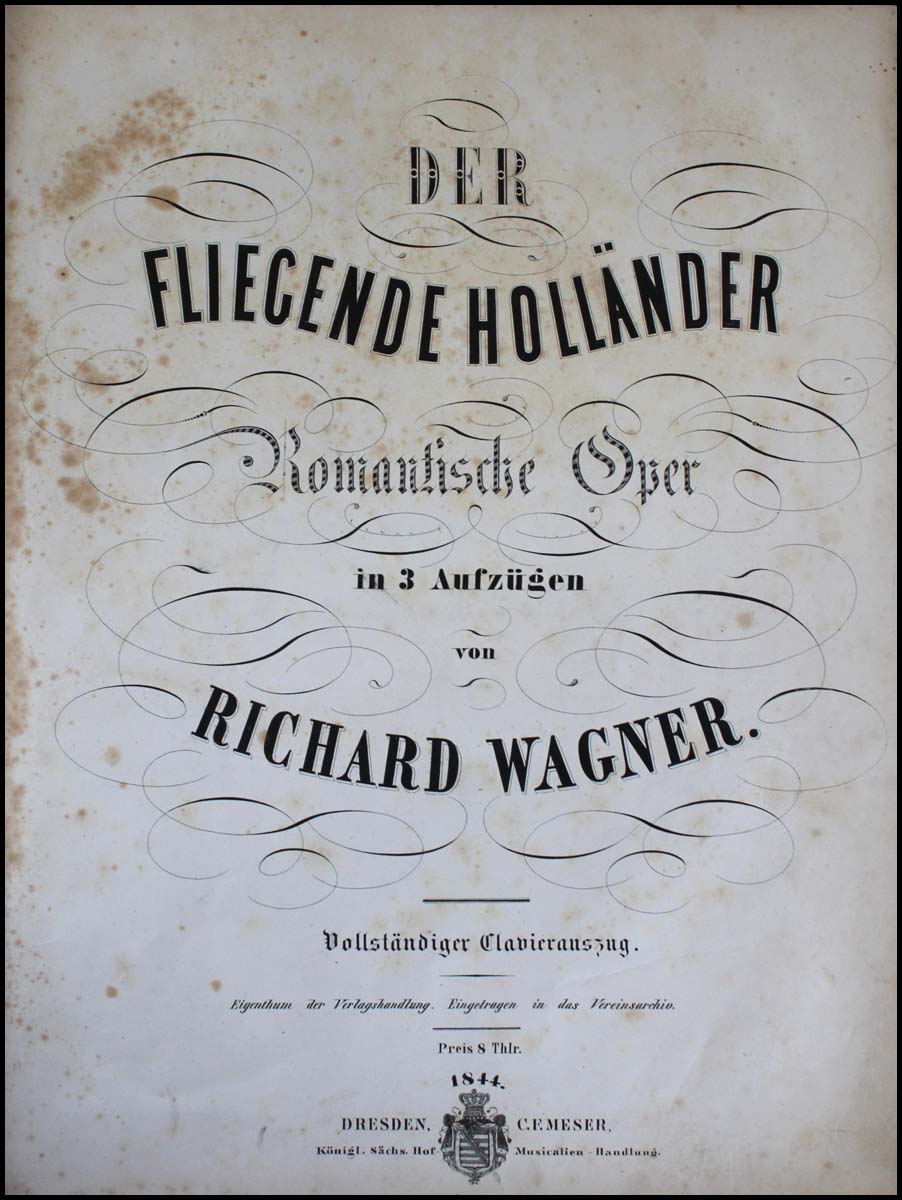 DER
FLIEGENDE HOLLÄNDER
Romantische Oper
in 3 Aufzügen
von
RICHARD WAGNER.
Vollständiger Clavierauszug.
Eigenthum der Verlagshandlung. Eingetragen in das Vereinsarchiv.
Preis 8 Thlr.
1844.
DRESDEN, C.F. MESER,
Königl. Sächs. Hof Musicalien-Handlung.